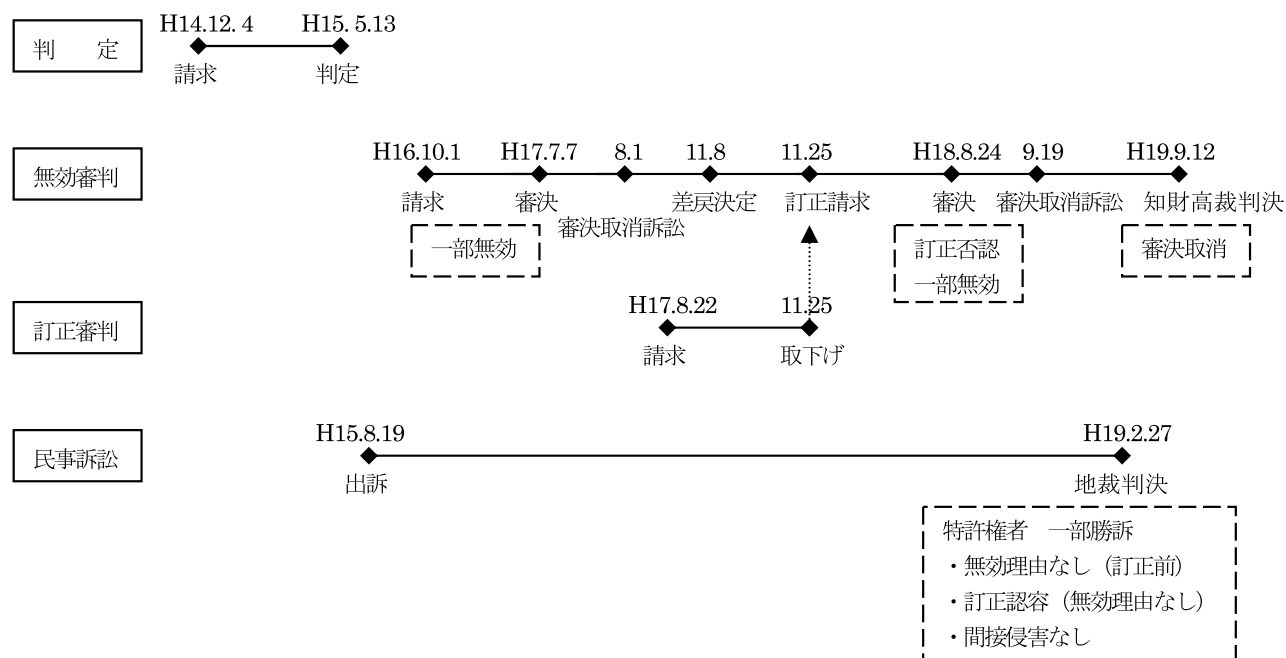 H14.12. 4 H15. 5.13
判　　定
請求 判定
H16.10.1 H17.7.7 8.1 11.8 11.25 H18.8.24 9.19 H19.9.12
無効審判
請求 審決 差戻決定 訂正請求 審決 審決取消訴訟 知財高裁判決
審決取消訴訟
一部無効 訂正否認 審決取消
一部無効
H17.8.22 11.25
訂正審判
請求 取下げ
H15.8.19 H19.2.27
民事訴訟
出訴 地裁判決
特許権者　一部勝訴
・無効理由なし（訂正前）
・訂正認容（無効理由なし）
・間接侵害なし